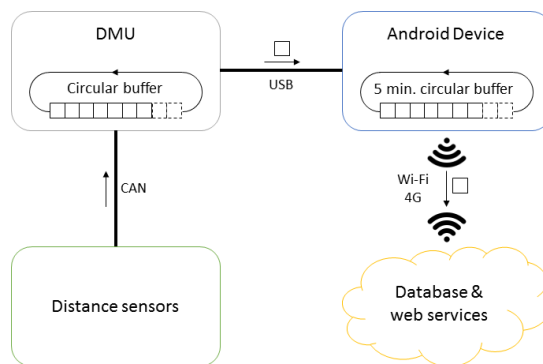 DMU
Circular buffer
USB
Android Device
5 min. circular buffer
CAN
Wi-Fi
4G
Distance sensors
Database &
web services